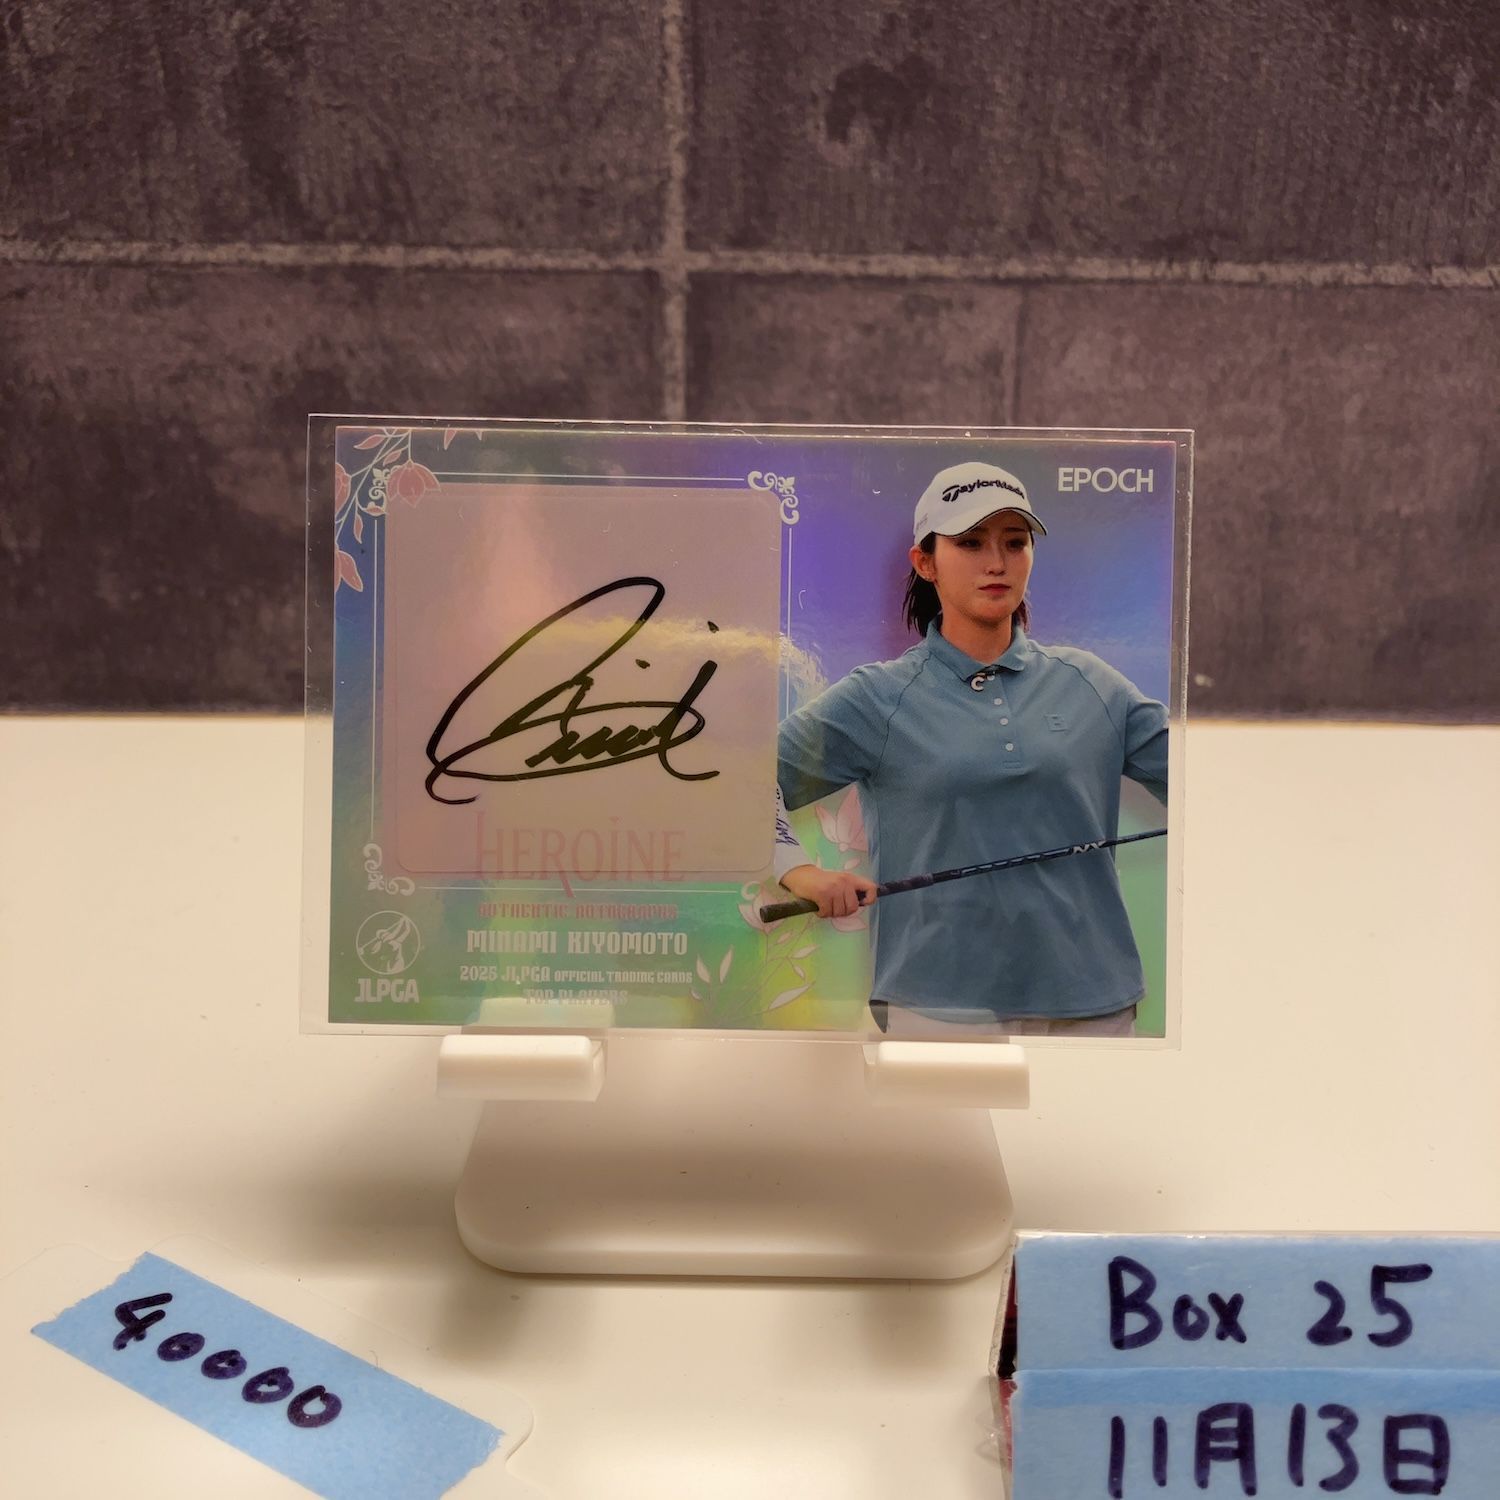 EPOCH
TaylorMade
HEROINE
AUTHENTIC AUTOGRAPHS
MINAMI KIYOMOTO
2025 JLPGA OFFICIAL TRADING CARDS
TOP PLAYERS
JLPGA
40000
Box 25
11月13日